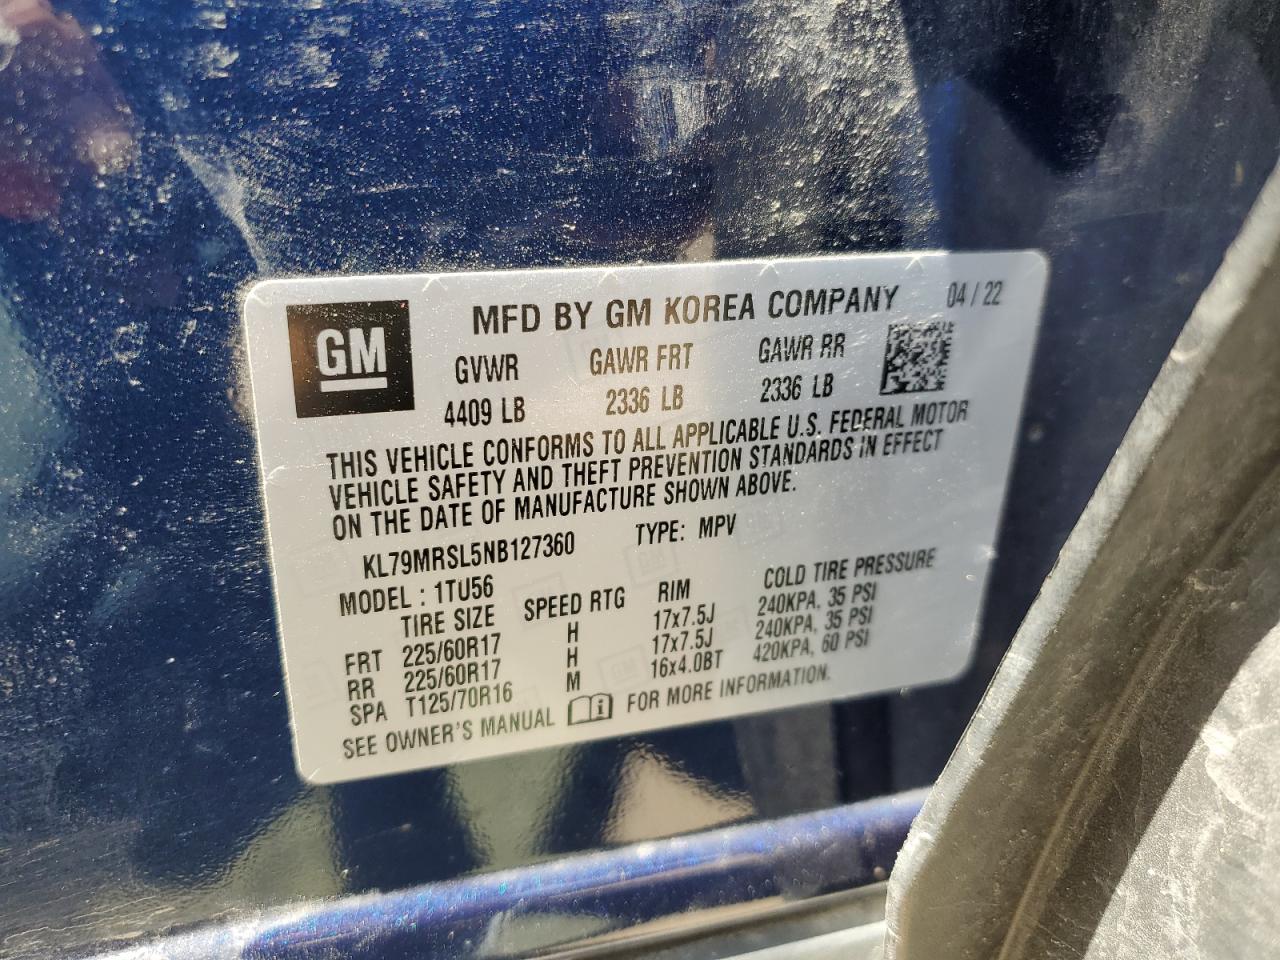 GM
MFD BY GM KOREA COMPANY 04 / 22
GVWR GAWR FRT GAWR RR
4409 LB 2336 LB 2336 LB
THIS VEHICLE CONFORMS TO ALL APPLICABLE U.S. FEDERAL MOTOR
VEHICLE SAFETY AND THEFT PREVENTION STANDARDS IN EFFECT
ON THE DATE OF MANUFACTURE SHOWN ABOVE.
KL79MRSL5NB127360 TYPE: MPV
MODEL : 1TU56
TIRE SIZE SPEED RTG RIM COLD TIRE PRESSURE
FRT 225/60R17 H 17x7.5J 240KPA, 35 PSI
RR 225/60R17 H 17x7.5J 240KPA, 35 PSI
SPA T125/70R16 M 16x4.0BT 420KPA, 60 PSI
SEE OWNER'S MANUAL i FOR MORE INFORMATION.